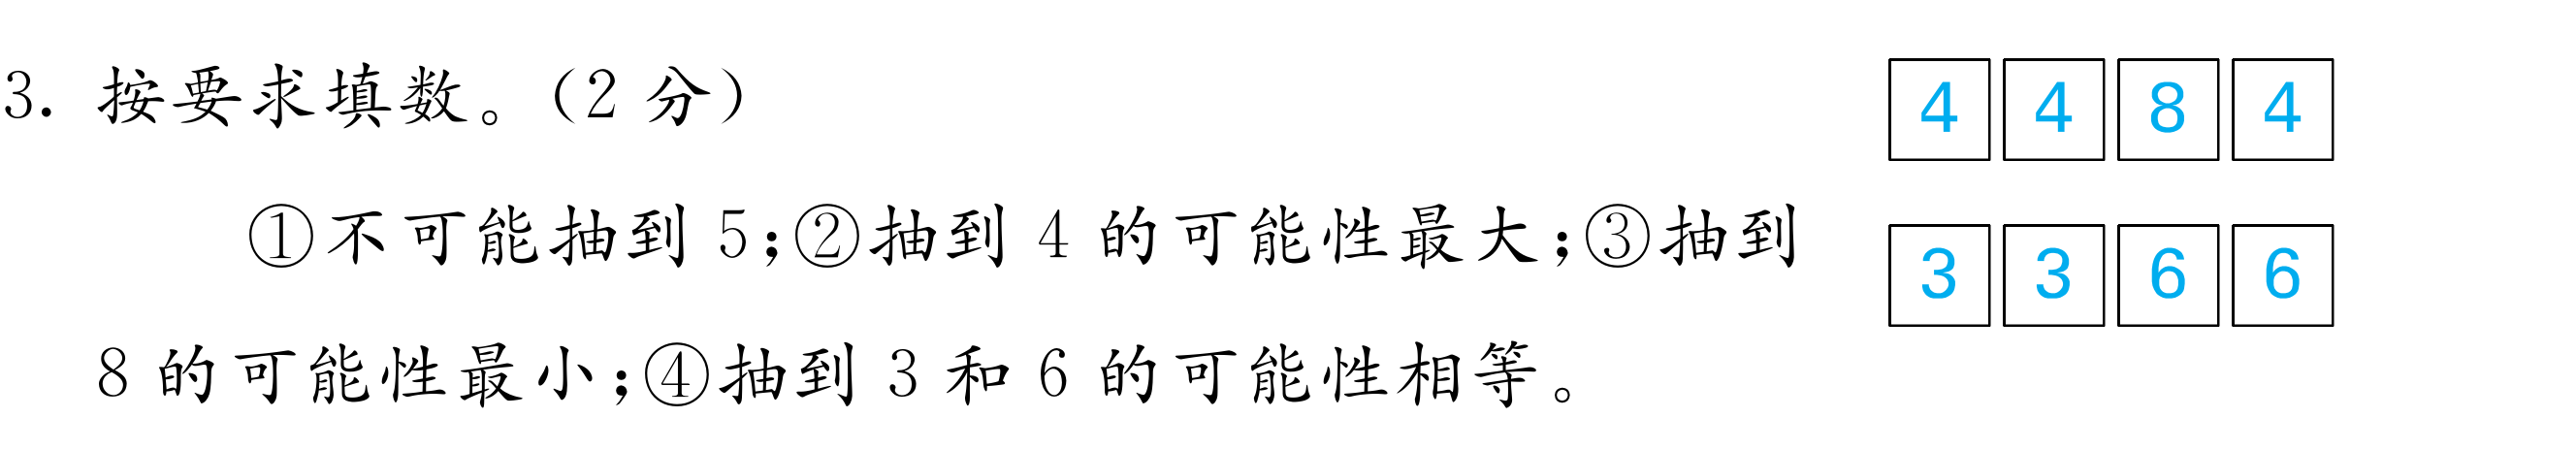 3. 按要求填数。(2 分)
4 4 8 4
①不可能抽到 5;②抽到 4 的可能性最大;③抽到
3 3 6 6
8 的可能性最小;④抽到 3 和 6 的可能性相等。